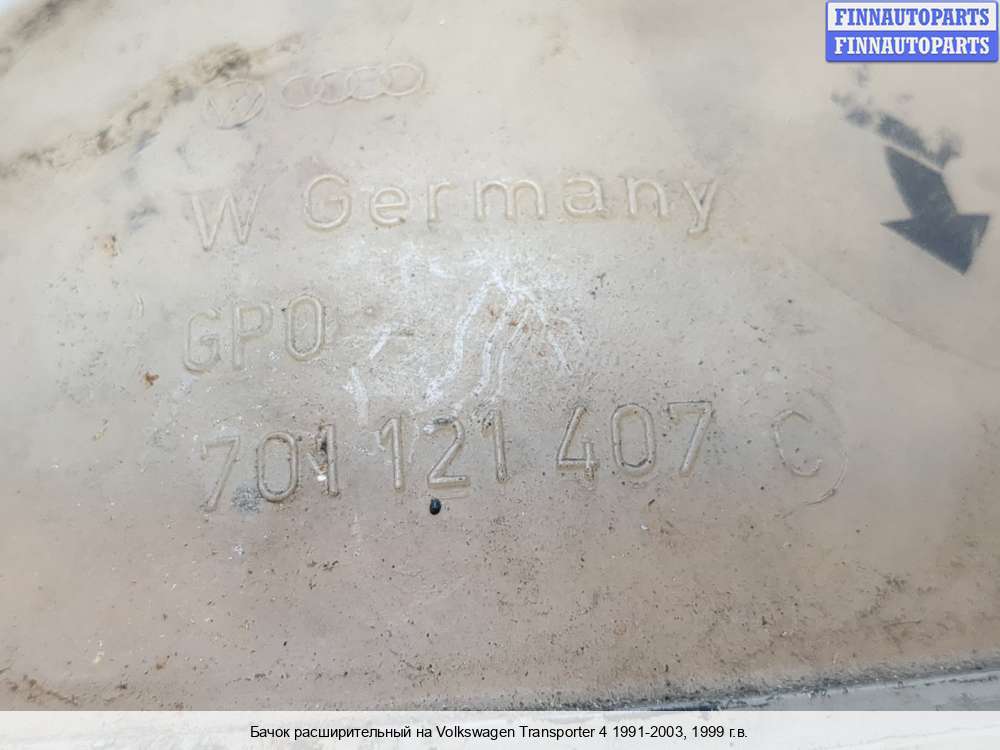 FINNAUTOPARTS
FINNAUTOPARTS
W Germany
GPO
701 121 407 C
Бачок расширительный на Volkswagen Transporter 4 1991-2003, 1999 г.в.